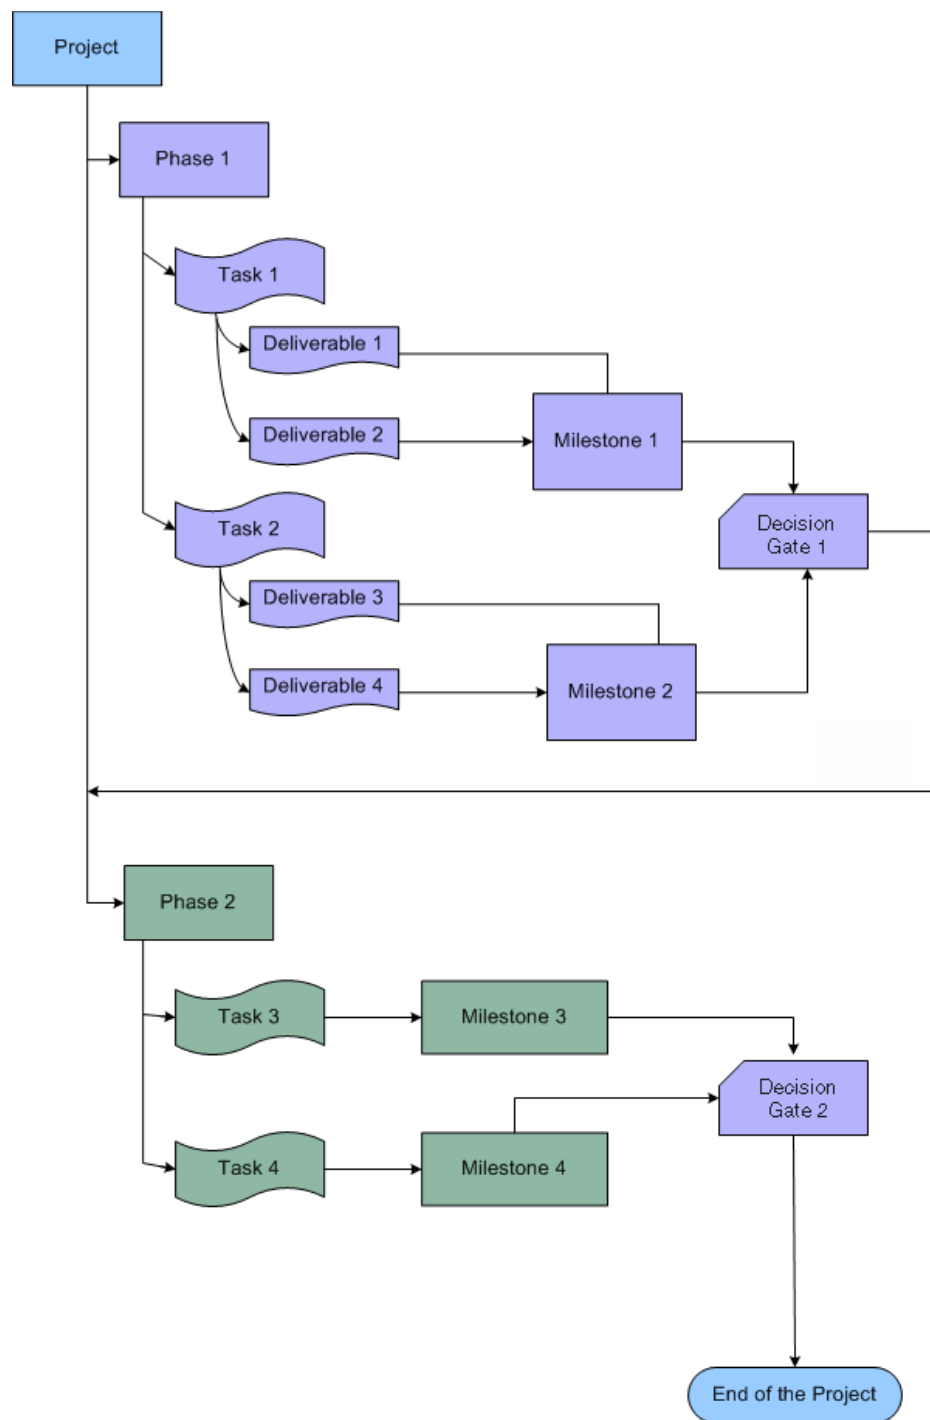 Project
Phase 1
Task 1
Deliverable 1
Deliverable 2
Milestone 1
Task 2
Decision
Gate 1
Deliverable 3
Deliverable 4
Milestone 2
Phase 2
Task 3
Milestone 3
Decision
Gate 2
Task 4
Milestone 4
End of the Project